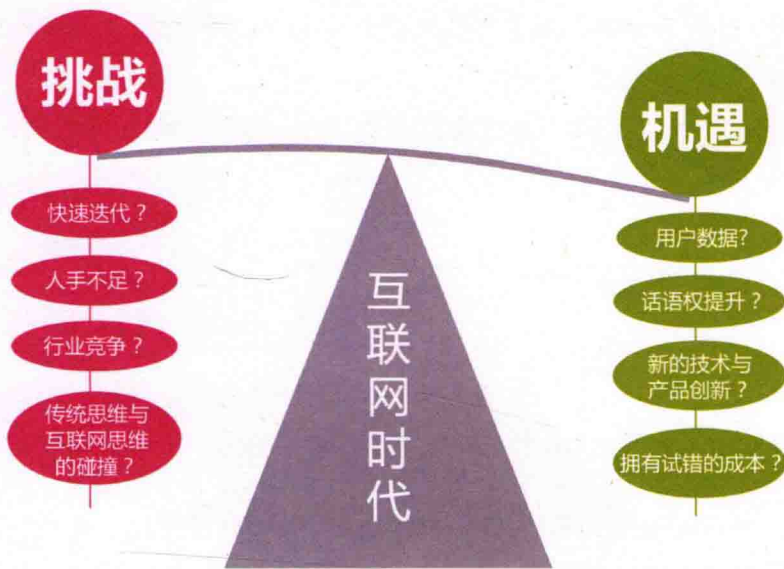 挑战
快速迭代？
人手不足？
行业竞争？
传统思维与
互联网思维
的碰撞？
互联网时代
机遇
用户数据?
话语权提升？
新的技术与
产品创新？
拥有试错的成本？